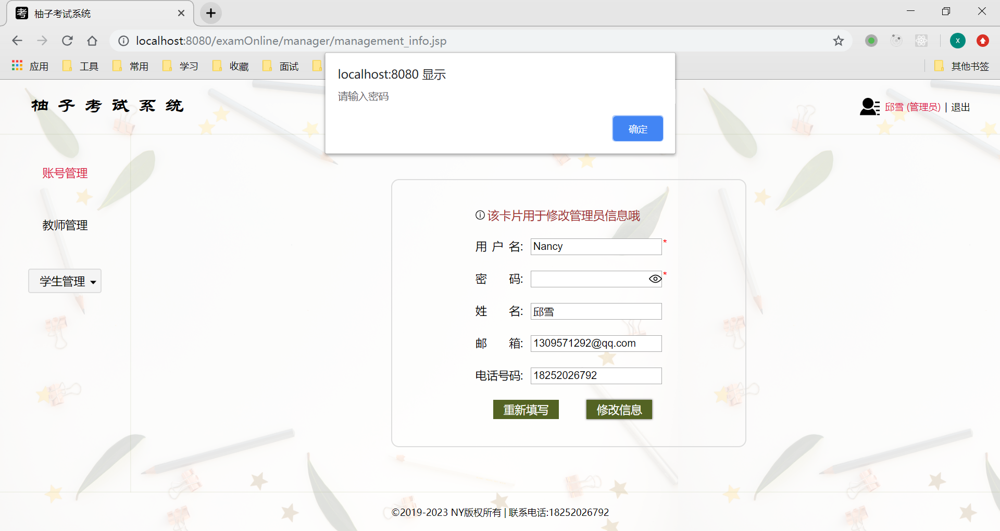 考 柚子考试系统
localhost:8080/examOnline/manager/management_info.jsp
X
应用 工具 常用 学习 收藏 面试 其他书签
localhost:8080 显示
请输入密码
确定
柚子考试系统
邱雪 (管理员) | 退出
账号管理
教师管理
学生管理
该卡片用于修改管理员信息哦
用户名: Nancy *
密码: *
姓名: 邱雪
邮箱: 1309571292@qq.com
电话号码: 18252026792
重新填写 修改信息
©2019-2023 NY版权所有 | 联系电话:18252026792